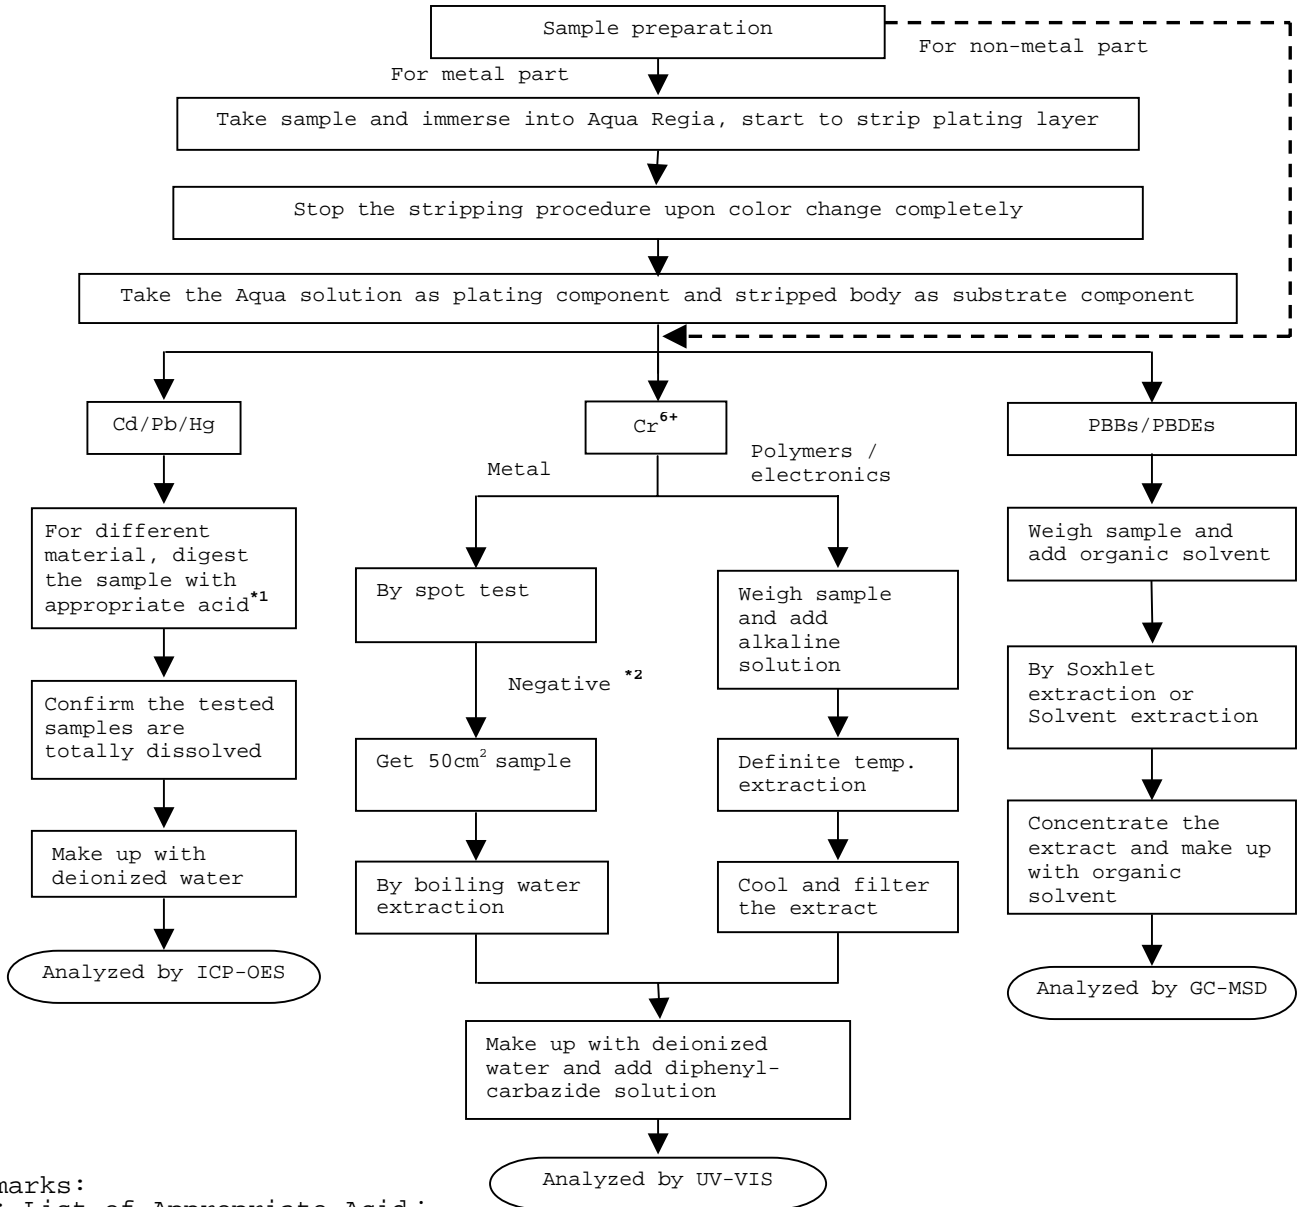 Sample preparation
For non-metal part
For metal part
Take sample and immerse into Aqua Regia, start to strip plating layer
Stop the stripping procedure upon color change completely
Take the Aqua solution as plating component and stripped body as substrate component
Cd/Pb/Hg
For different
material, digest
the sample with
appropriate acid*1
Confirm the tested
samples are
totally dissolved
Make up with
deionized water
Analyzed by ICP-OES
Cr6+
Metal
By spot test
Negative *2
Get 50cm2 sample
By boiling water
extraction
Polymers /
electronics
Weigh sample
and add
alkaline
solution
Definite temp.
extraction
Cool and filter
the extract
Make up with deionized
water and add diphenyl-
carbazide solution
Analyzed by UV-VIS
PBBs/PBDEs
Weigh sample and
add organic solvent
By Soxhlet
extraction or
Solvent extraction
Concentrate the
extract and make up
with organic
solvent
Analyzed by GC-MSD
marks:
List of Appropriate Acid: